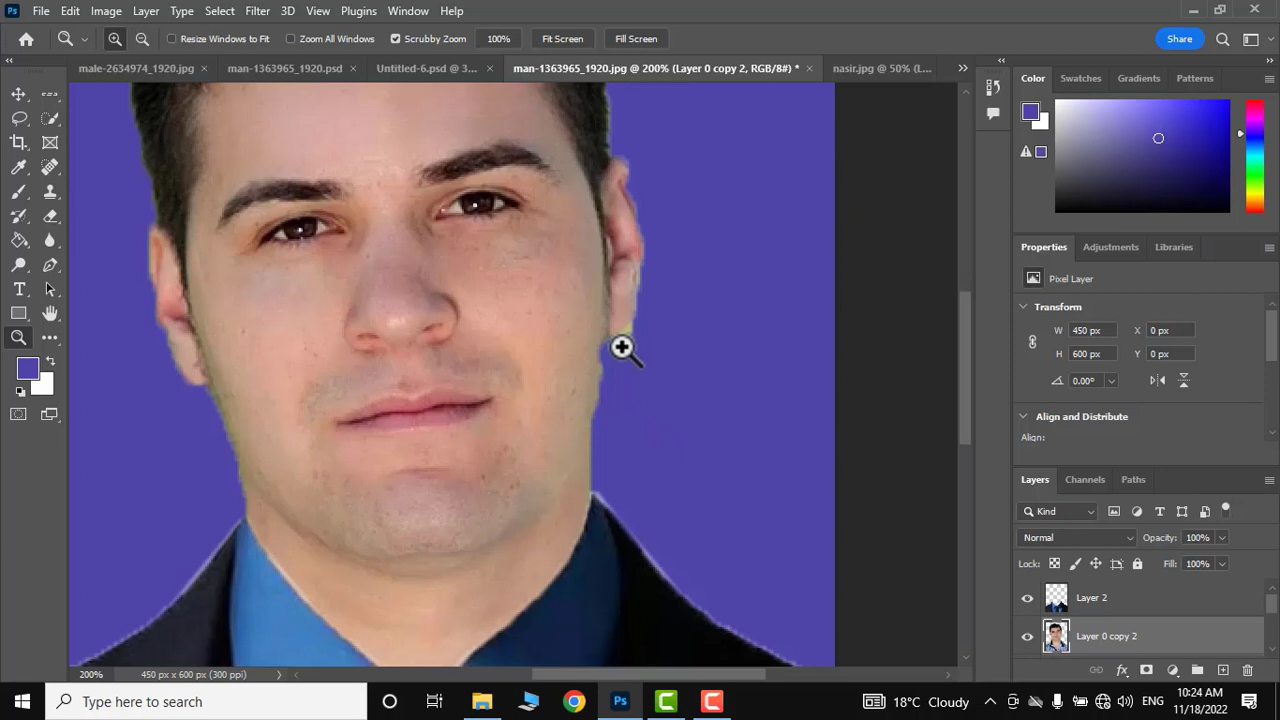 Ps File Edit Image Layer Type Select Filter 3D View Plugins Window Help
Resize Windows to Fit Zoom All Windows Scrubby Zoom 100% Fit Screen Fill Screen Share
male-2634974_1920.jpg × man-1363965_1920.psd × Untitled-6.psd @ 3... × man-1363965_1920.jpg @ 200% (Layer 0 copy 2, RGB/8#) * × nasir.jpg @ 50% (L...
Color Swatches Gradients Patterns
Properties Adjustments Libraries
Pixel Layer
Transform
W 450 px X 0 px
H 600 px Y 0 px
0.00°
Align and Distribute
Align:
Layers Channels Paths
Kind
Normal Opacity: 100%
Lock: Fill: 100%
Layer 2
Layer 0 copy 2
200% 450 px x 600 px (300 ppi)
Type here to search
18°C Cloudy
ENG
10:24 AM
11/18/2022